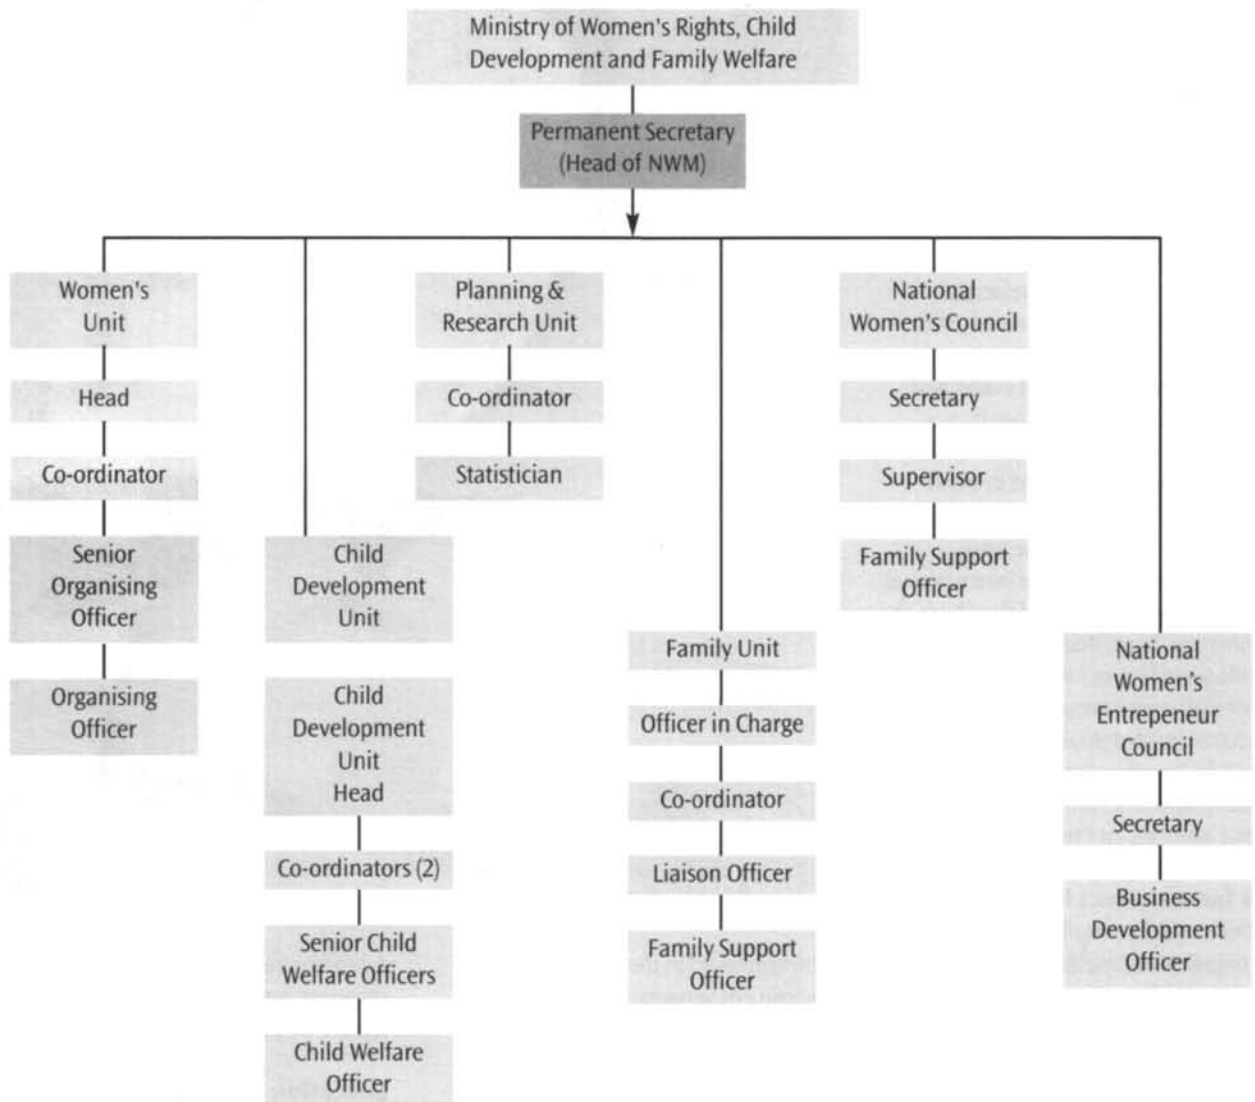 Ministry of Women's Rights, Child
Development and Family Welfare
Permanent Secretary
(Head of NWM)
Women's
Unit
Head
Co-ordinator
Senior
Organising
Officer
Organising
Officer
Child
Development
Unit
Child
Development
Unit
Head
Co-ordinators (2)
Senior Child
Welfare Officers
Child Welfare
Officer
Planning &
Research Unit
Co-ordinator
Statistician
Family Unit
Officer in Charge
Co-ordinator
Liaison Officer
Family Support
Officer
National
Women's Council
Secretary
Supervisor
Family Support
Officer
National
Women's
Entrepeneur
Council
Secretary
Business
Development
Officer